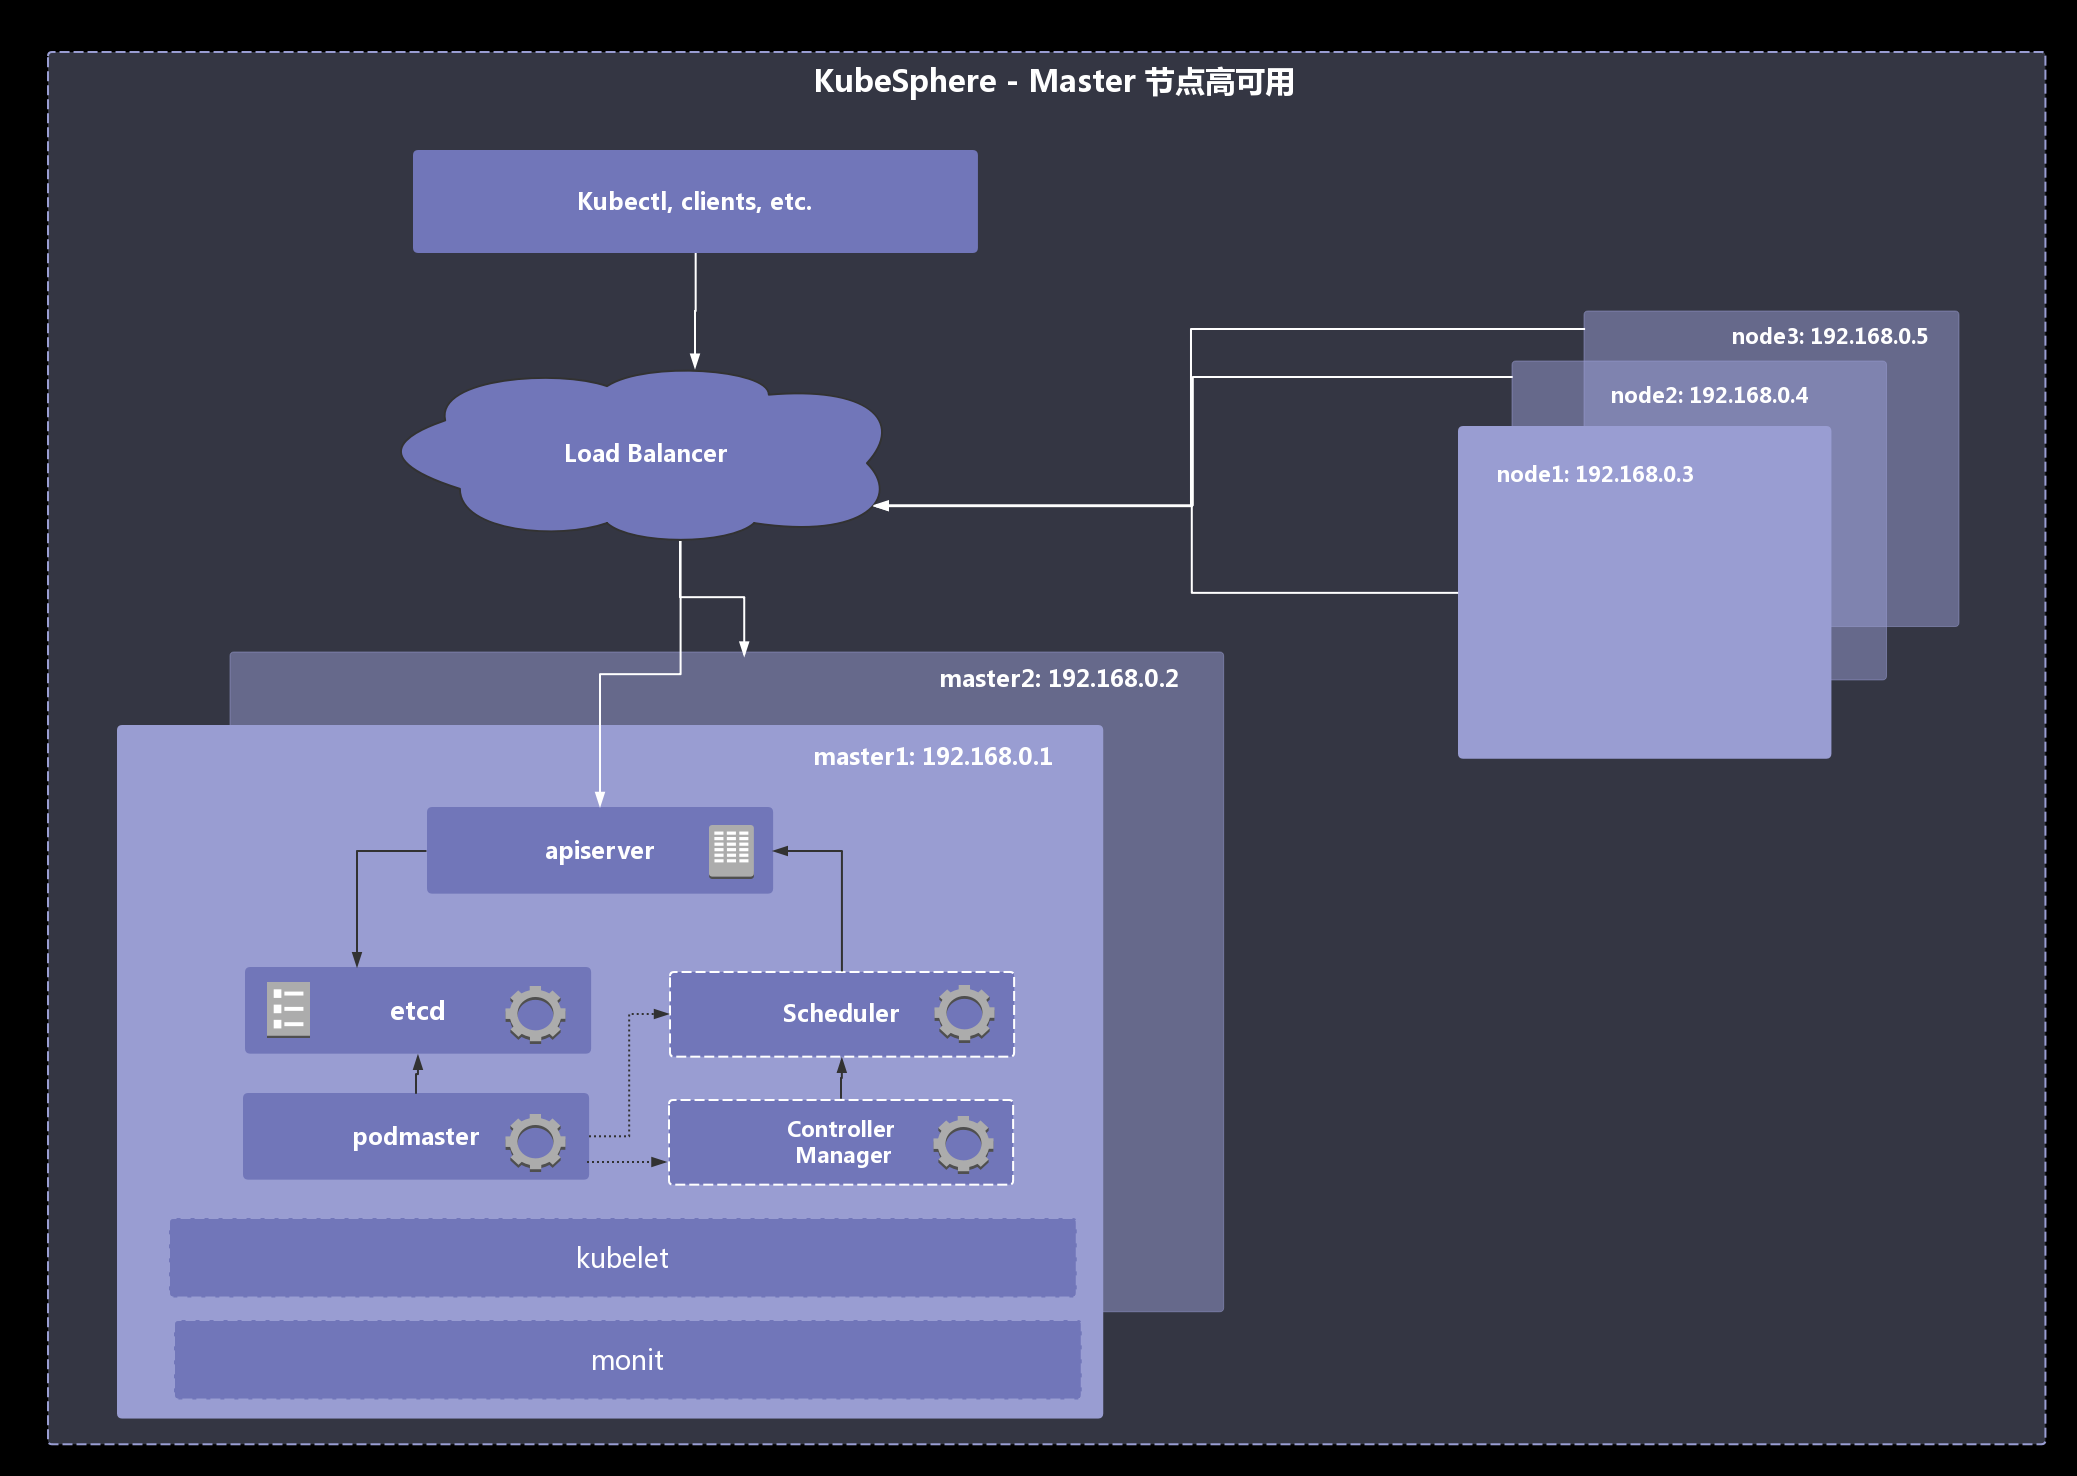 KubeSphere - Master 节点高可用
Kubectl, clients, etc.
node3: 192.168.0.5
node2: 192.168.0.4
node1: 192.168.0.3
Load Balancer
master2: 192.168.0.2
master1: 192.168.0.1
apiserver
etcd
Scheduler
podmaster
Controller
Manager
kubelet
monit